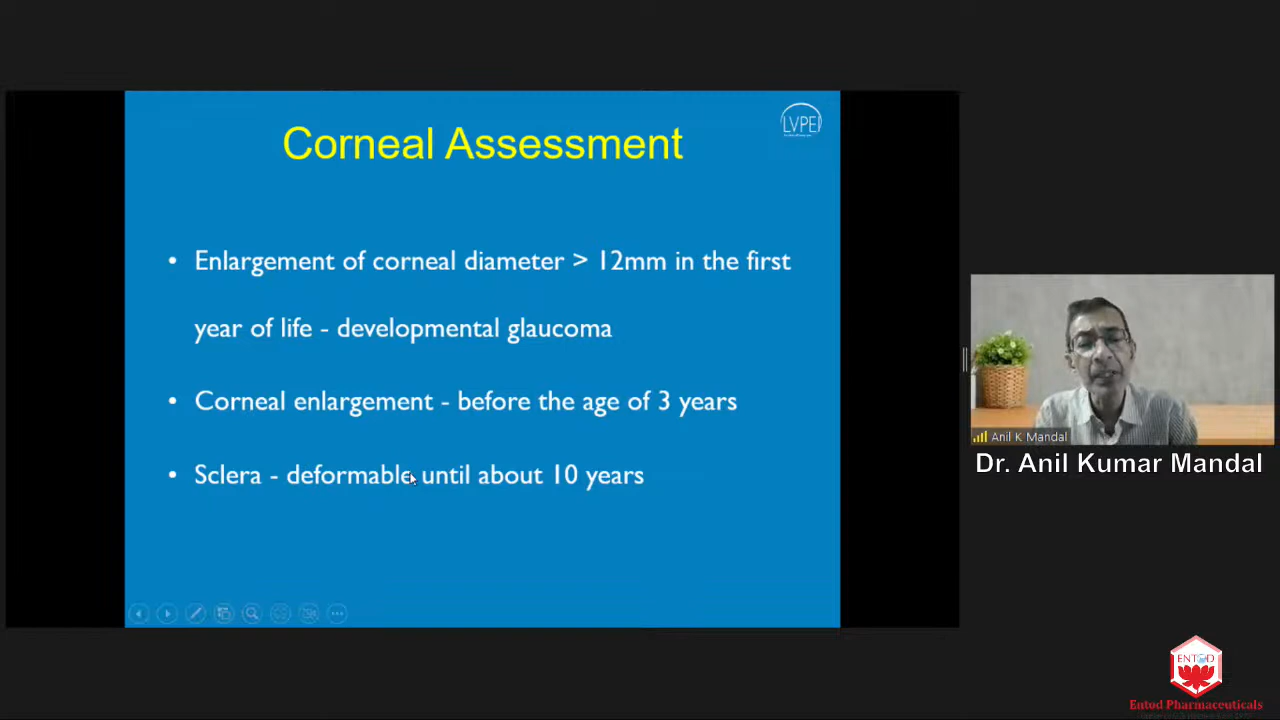 Corneal Assessment
LVPEI
• Enlargement of corneal diameter > 12mm in the first
year of life - developmental glaucoma
• Corneal enlargement - before the age of 3 years
• Sclera - deformable until about 10 years
Anil K Mandal
Dr. Anil Kumar Mandal
ENTOD
Entod Pharmaceuticals